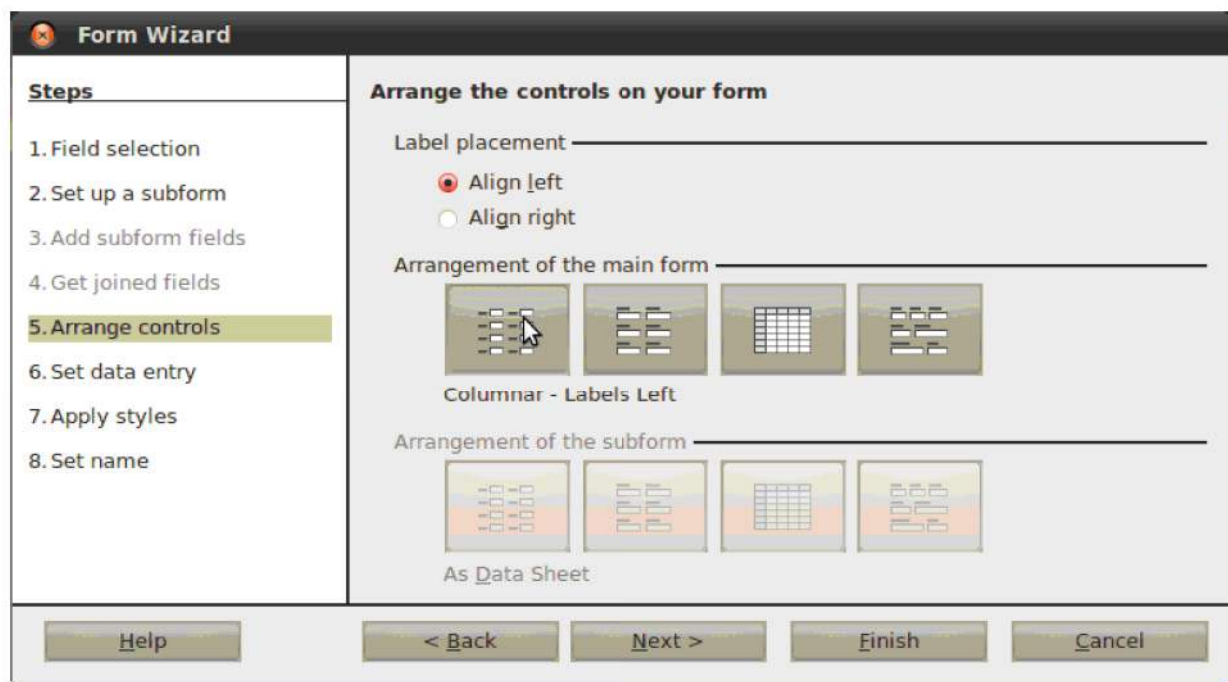 Form Wizard
Steps
1. Field selection
2. Set up a subform
3. Add subform fields
4. Get joined fields
5. Arrange controls
6. Set data entry
7. Apply styles
8. Set name
Arrange the controls on your form
Label placement
Align left
Align right
Arrangement of the main form
Columnar - Labels Left
Arrangement of the subform
As Data Sheet
Help
< Back
Next >
Finish
Cancel